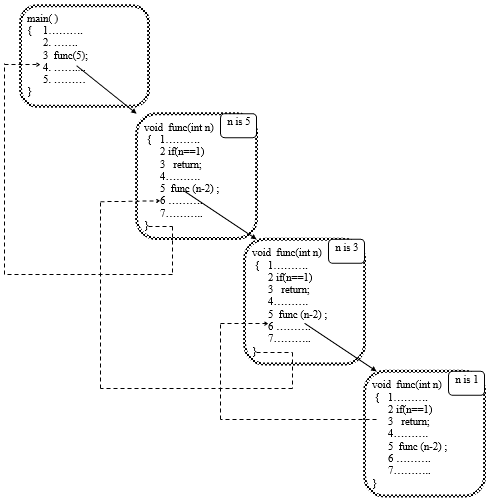 main( )
{ 1..........
2. .......
3 func(5);
4. .........
5. .........
}
n is 5
void func(int n)
{ 1..........
2 if(n==1)
3 return;
4..........
5 func (n-2) ;
6 ..........
7...........
}
n is 3
void func(int n)
{ 1..........
2 if(n==1)
3 return;
4..........
5 func (n-2) ;
6 ..........
7...........
}
n is 1
void func(int n)
{ 1..........
2 if(n==1)
3 return;
4..........
5 func (n-2) ;
6 ..........
7...........
}